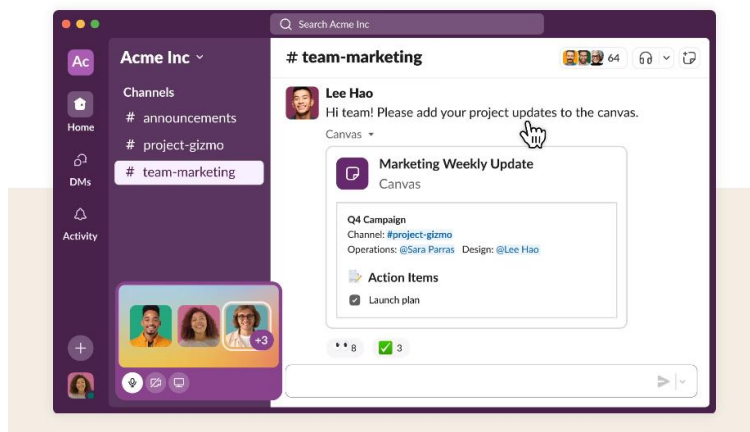 Search Acme Inc
Ac
Home
DMs
Activity
Acme Inc
Channels
# announcements
# project-gizmo
# team-marketing
+3
# team-marketing
64
Lee Hao
Hi team! Please add your project updates to the canvas.
Canvas
Marketing Weekly Update
Canvas
Q4 Campaign
Channel: #project-gizmo
Operations: @Sara Parras Design: @Lee Hao
Action Items
Launch plan
8
3